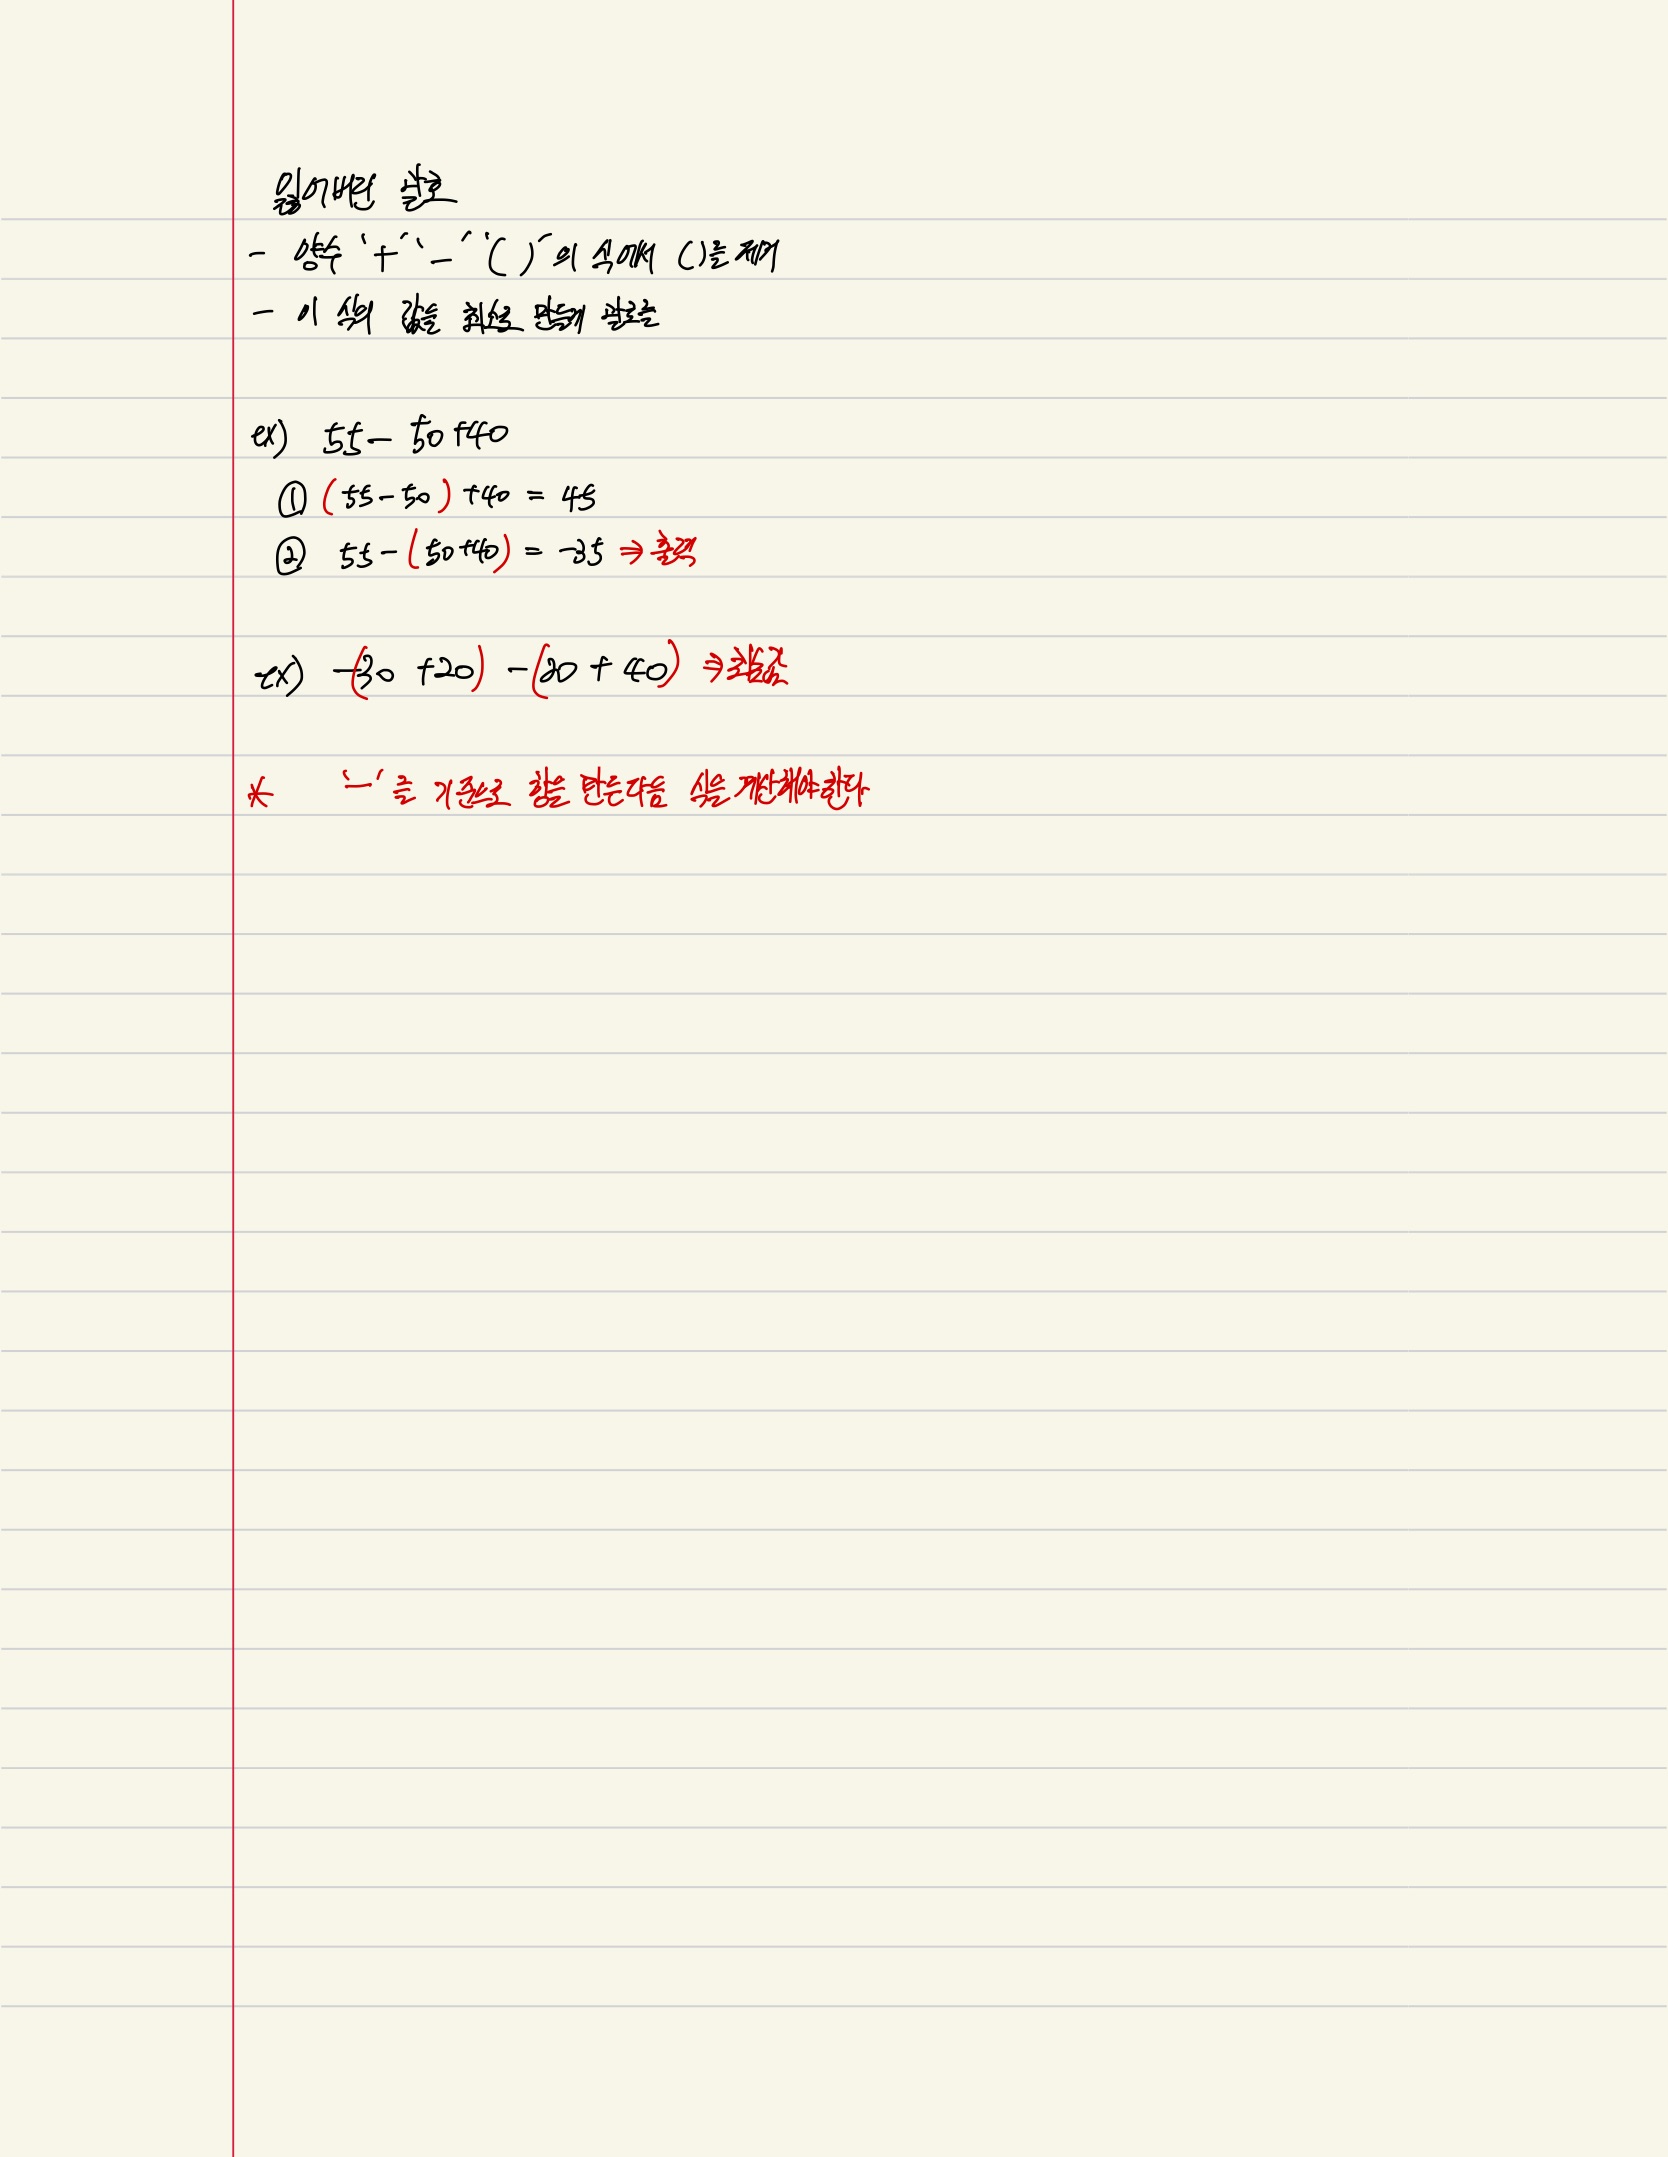 잃어버린 괄호
- 양수 '+' '-' '( )' 의 식에서 ()를 제거
- 이 식의 값을 최소로 만들게 괄호를
ex) 55 - 50 + 40
① (55 - 50) + 40 = 45
② 55 - (50 + 40) = -35 ⇒ 출력
ex) -(30 + 20) - (20 + 40) ⇒ 최솟값
* '-'를 기준으로 합을 만든다음 식을 계산해야한다